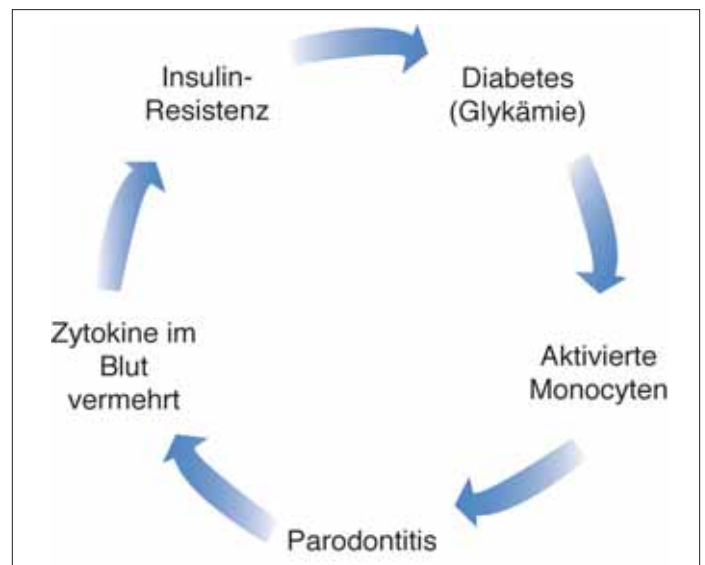 Insulin-
Resistenz
Diabetes
(Glykämie)
Aktivierte
Monocyten
Parodontitis
Zytokine im
Blut
vermehrt